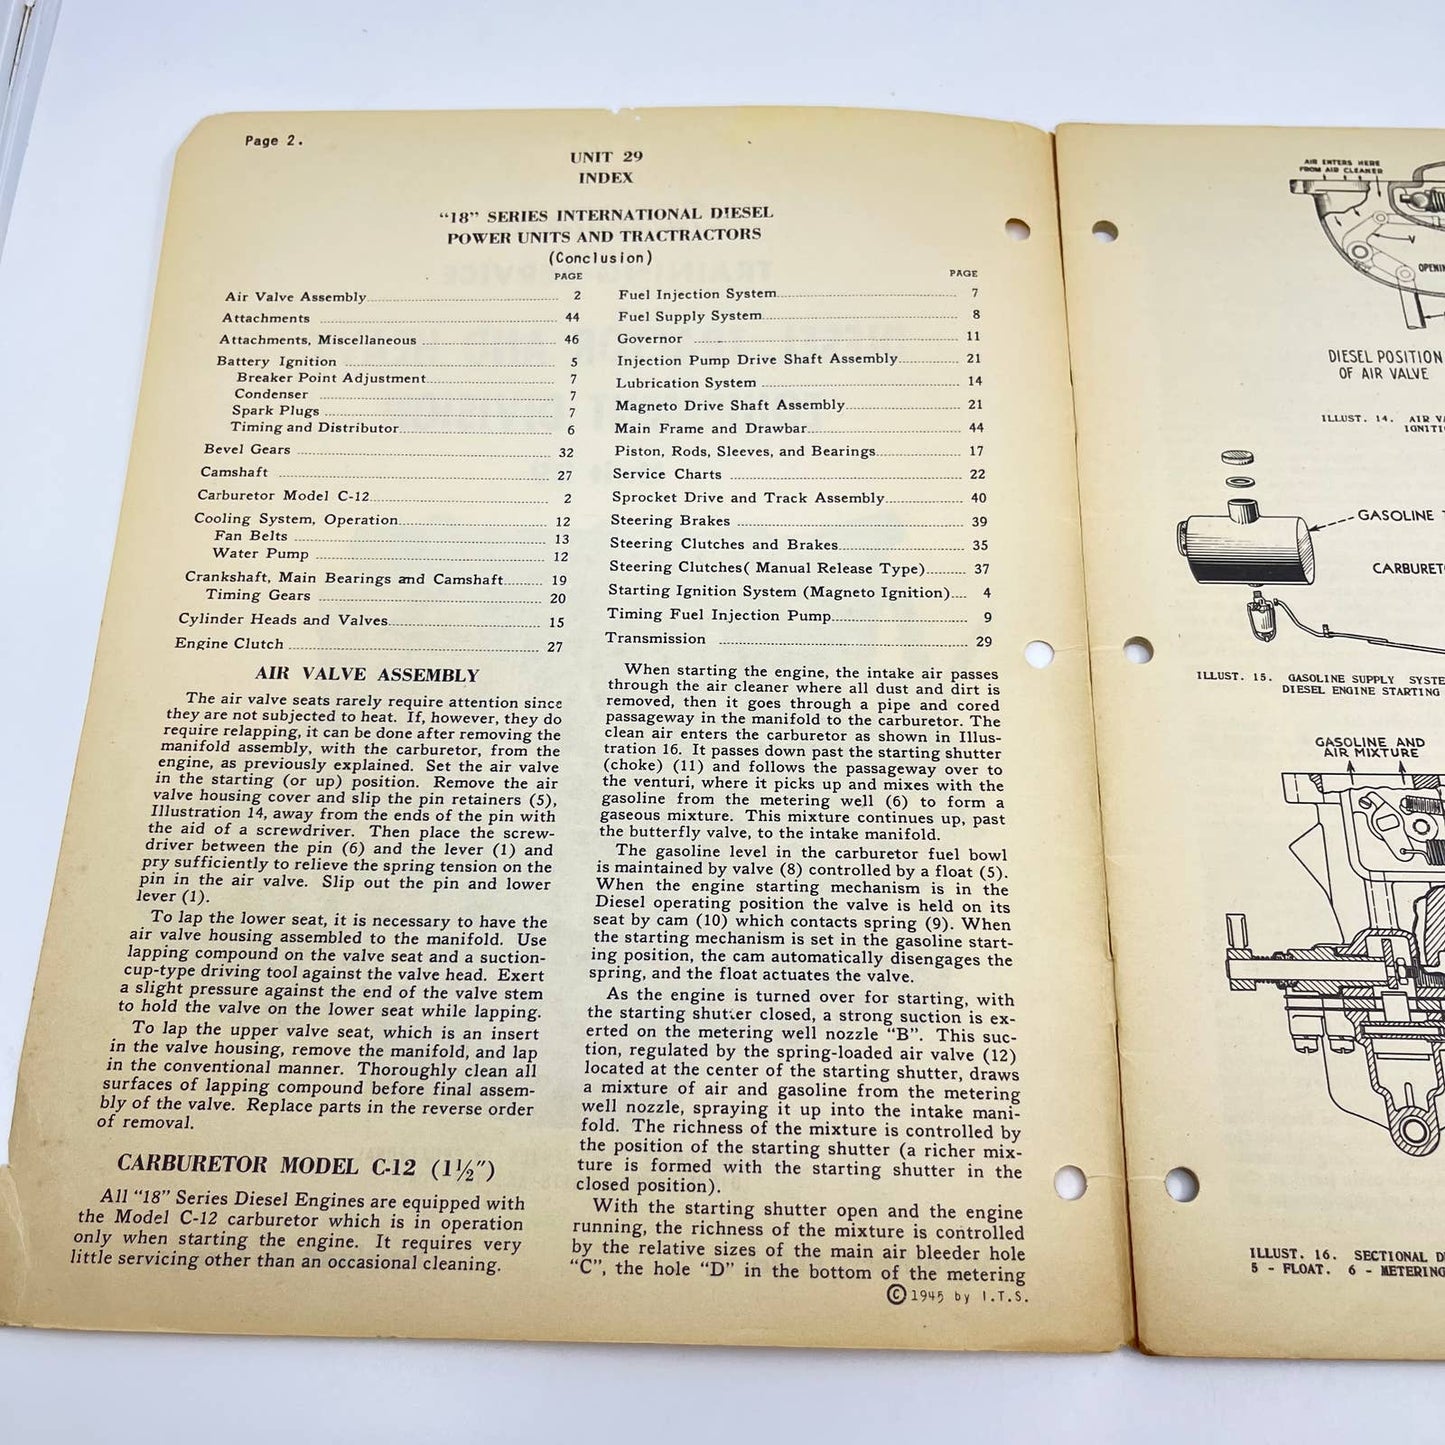 Page 2.
UNIT 29
INDEX
"18" SERIES INTERNATIONAL DIESEL
POWER UNITS AND TRACTRACTORS
(Conclusion)
PAGE
Air Valve Assembly 2
Attachments 44
Attachments, Miscellaneous 46
Battery Ignition 5
Breaker Point Adjustment 7
Condenser 7
Spark Plugs 7
Timing and Distributor 6
Bevel Gears 32
Camshaft 27
Carburetor Model C-12 2
Cooling System, Operation 12
Fan Belts 13
Water Pump 12
Crankshaft, Main Bearings and Camshaft 19
Timing Gears 20
Cylinder Heads and Valves 15
Engine Clutch 27
PAGE
Fuel Injection System 7
Fuel Supply System 8
Governor 11
Injection Pump Drive Shaft Assembly 21
Lubrication System 14
Magneto Drive Shaft Assembly 21
Main Frame and Drawbar 44
Piston, Rods, Sleeves, and Bearings 17
Service Charts 22
Sprocket Drive and Track Assembly 40
Steering Brakes 39
Steering Clutches and Brakes 35
Steering Clutches( Manual Release Type) 37
Starting Ignition System (Magneto Ignition) 4
Timing Fuel Injection Pump 9
Transmission 29
AIR VALVE ASSEMBLY
The air valve seats rarely require attention since
they are not subjected to heat. If, however, they do
require relapping, it can be done after removing the
manifold assembly, with the carburetor, from the
engine, as previously explained. Set the air valve
in the starting (or up) position. Remove the air
valve housing cover and slip the pin retainers (5),
Illustration 14, away from the ends of the pin with
the aid of a screwdriver. Then place the screw-
driver between the pin (6) and the lever (1) and
pry sufficiently to relieve the spring tension on the
pin in the air valve. Slip out the pin and lower
lever (1).
To lap the lower seat, it is necessary to have the
air valve housing assembled to the manifold. Use
lapping compound on the valve seat and a suction-
cup-type driving tool against the valve head. Exert
a slight pressure against the end of the valve stem
to hold the valve on the lower seat while lapping.
To lap the upper valve seat, which is an insert
in the valve housing, remove the manifold, and lap
in the conventional manner. Thoroughly clean all
surfaces of lapping compound before final assem-
bly of the valve. Replace parts in the reverse order
of removal.
CARBURETOR MODEL C-12 (1½")
All "18" Series Diesel Engines are equipped with
the Model C-12 carburetor which is in operation
only when starting the engine. It requires very
little servicing other than an occasional cleaning.
When starting the engine, the intake air passes
through the air cleaner where all dust and dirt is
removed, then it goes through a pipe and cored
passageway in the manifold to the carburetor. The
clean air enters the carburetor as shown in Illus-
tration 16. It passes down past the starting shutter
(choke) (11) and follows the passageway over to
the venturi, where it picks up and mixes with the
gasoline from the metering well (6) to form a
gaseous mixture. This mixture continues up, past
the butterfly valve, to the intake manifold.
The gasoline level in the carburetor fuel bowl
is maintained by valve (8) controlled by a float (5).
When the engine starting mechanism is in the
Diesel operating position the valve is held on its
seat by cam (10) which contacts spring (9). When
the starting mechanism is set in the gasoline start-
ing position, the cam automatically disengages the
spring, and the float actuates the valve.
As the engine is turned over for starting, with
the starting shutter closed, a strong suction is ex-
erted on the metering well nozzle "B". This suc-
tion, regulated by the spring-loaded air valve (12)
located at the center of the starting shutter, draws
a mixture of air and gasoline from the metering
well nozzle, spraying it up into the intake mani-
fold. The richness of the mixture is controlled by
the position of the starting shutter (a richer mix-
ture is formed with the starting shutter in the
closed position).
With the starting shutter open and the engine
running, the richness of the mixture is controlled
by the relative sizes of the main air bleeder hole
"C", the hole "D" in the bottom of the metering
© 1945 by I.T.S.
AIR ENTERS HERE
FROM AIR CLEANER
V
DIESEL POSITION
OF AIR VALVE
ILLUST. 14. AIR
GASOLINE
ILLUST. 15. GASOLINE SUPPLY
DIESEL ENGINE STARTING
GASOLINE AND
AIR MIXTURE
ILLUST. 16. SECTIONAL
5 - FLOAT. 6 - METERING